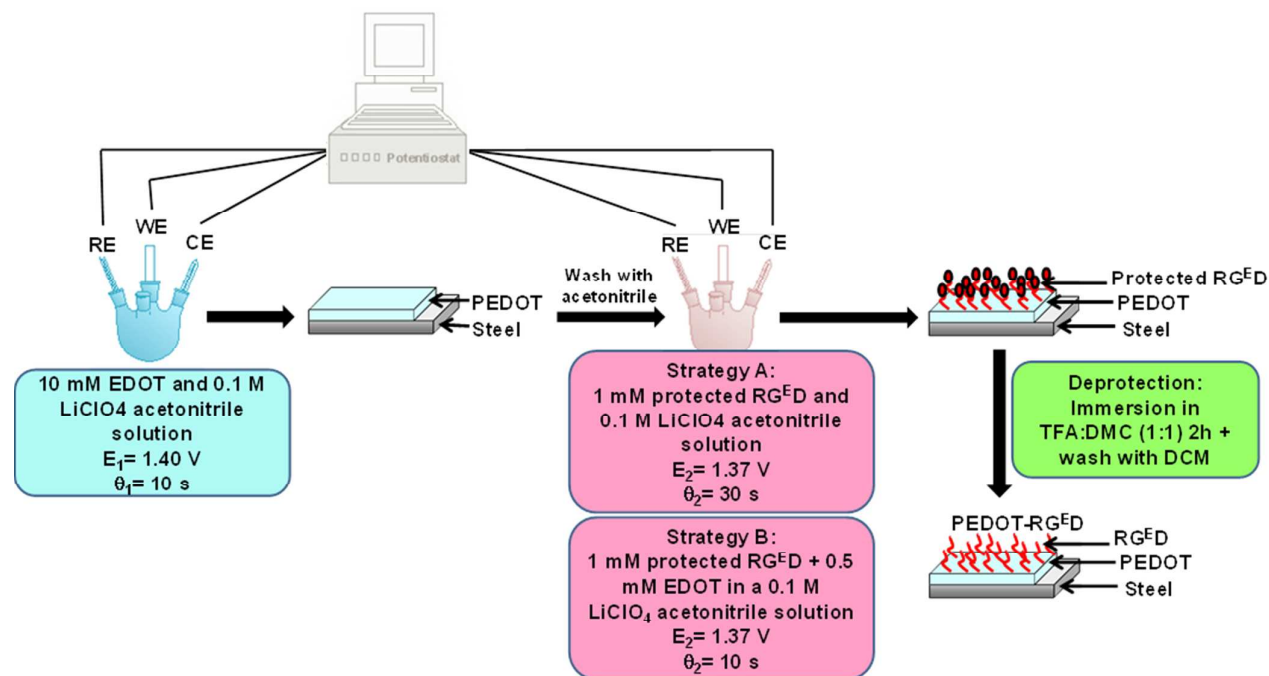 Potentiostat
RE
WE
CE
10 mM EDOT and 0.1 M
LiClO4 acetonitrile
solution
E₁= 1.40 V
θ₁= 10 s
PEDOT
Steel
Wash with
acetonitrile
RE
WE
CE
Strategy A:
1 mM protected RGᴱD and
0.1 M LiClO4 acetonitrile
solution
E₂= 1.37 V
θ₂= 30 s
Strategy B:
1 mM protected RGᴱD + 0.5
mM EDOT in a 0.1 M
LiClO₄ acetonitrile solution
E₂= 1.37 V
θ₂= 10 s
Protected RGᴱD
PEDOT
Steel
Deprotection:
Immersion in
TFA:DMC (1:1) 2h +
wash with DCM
PEDOT-RGᴱD
RGᴱD
PEDOT
Steel